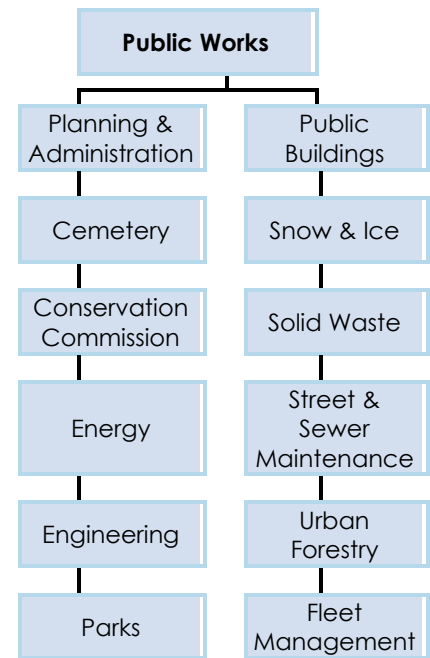 Public Works
Planning &
Administration
Cemetery
Conservation
Commission
Energy
Engineering
Parks
Public
Buildings
Snow & Ice
Solid Waste
Street &
Sewer
Maintenance
Urban
Forestry
Fleet
Management